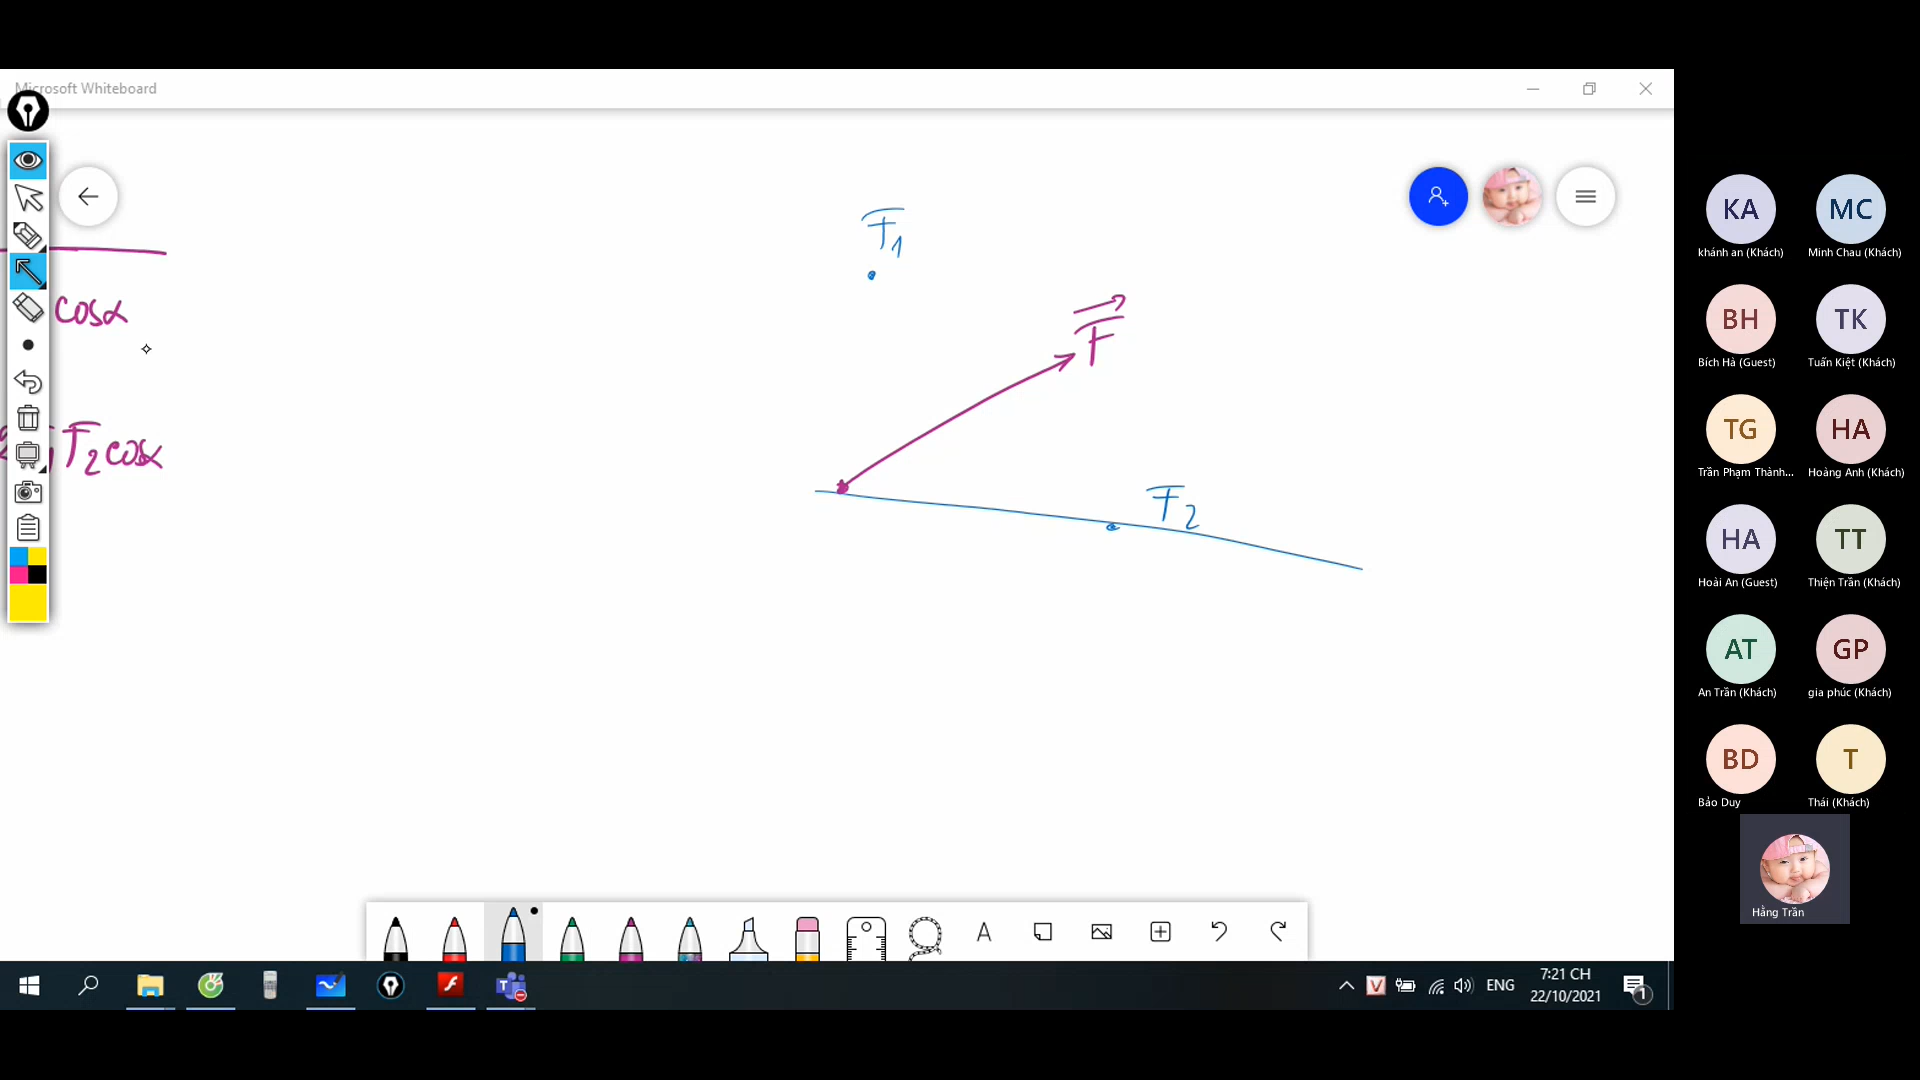 Microsoft Whiteboard
F1
F
cosα
F2cosα
F2
KA
khánh an (Khách)
MC
Minh Chau (Khách)
BH
Bích Hà (Guest)
TK
Tuấn Kiệt (Khách)
TG
Trần Phạm Thành...
HA
Hoàng Anh (Khách)
HA
Hoài An (Guest)
TT
Thiện Trần (Khách)
AT
An Trần (Khách)
GP
gia phúc (Khách)
BD
Bảo Duy
T
Thái (Khách)
Hằng Trần
ENG
7:21 CH
22/10/2021
1